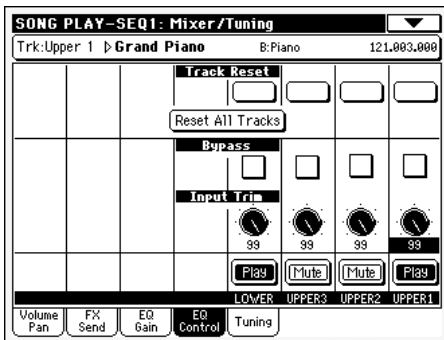 SONG PLAY-SEQ1: Mixer/Tuning
Trk:Upper 1 Grand Piano B:Piano 121.003.000
Track Reset
Reset All Tracks
Bypass
Input Trim
99 99 99 99
Play Mute Mute Play
LOWER UPPER3 UPPER2 UPPER1
Volume Pan FX Send EQ Gain EQ Control Tuning